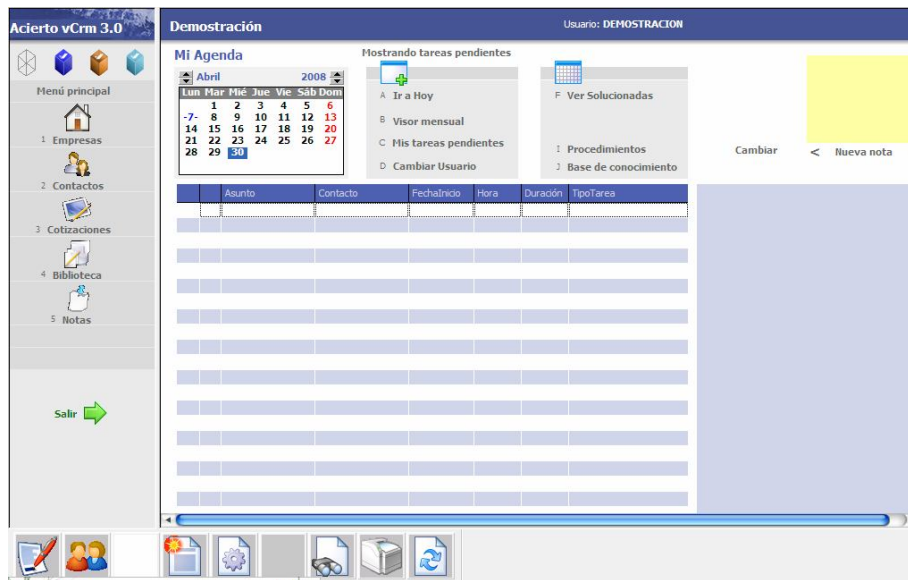 Acierto vCrm 3.0
Demostración
Usuario: DEMOSTRACION
Menú principal
1 Empresas
2 Contactos
3 Cotizaciones
4 Biblioteca
5 Notas
Salir
Mi Agenda
Mostrando tareas pendientes
Abril 2008
Lun Mar Mié Jue Vie Sáb Dom
1 2 3 4 5 6
-7- 8 9 10 11 12 13
14 15 16 17 18 19 20
21 22 23 24 25 26 27
28 29 30
A Ir a Hoy
B Visor mensual
C Mis tareas pendientes
D Cambiar Usuario
F Ver Solucionadas
I Procedimientos
J Base de conocimiento
Cambiar < Nueva nota
Asunto Contacto FechaInicio Hora Duración TipoTarea